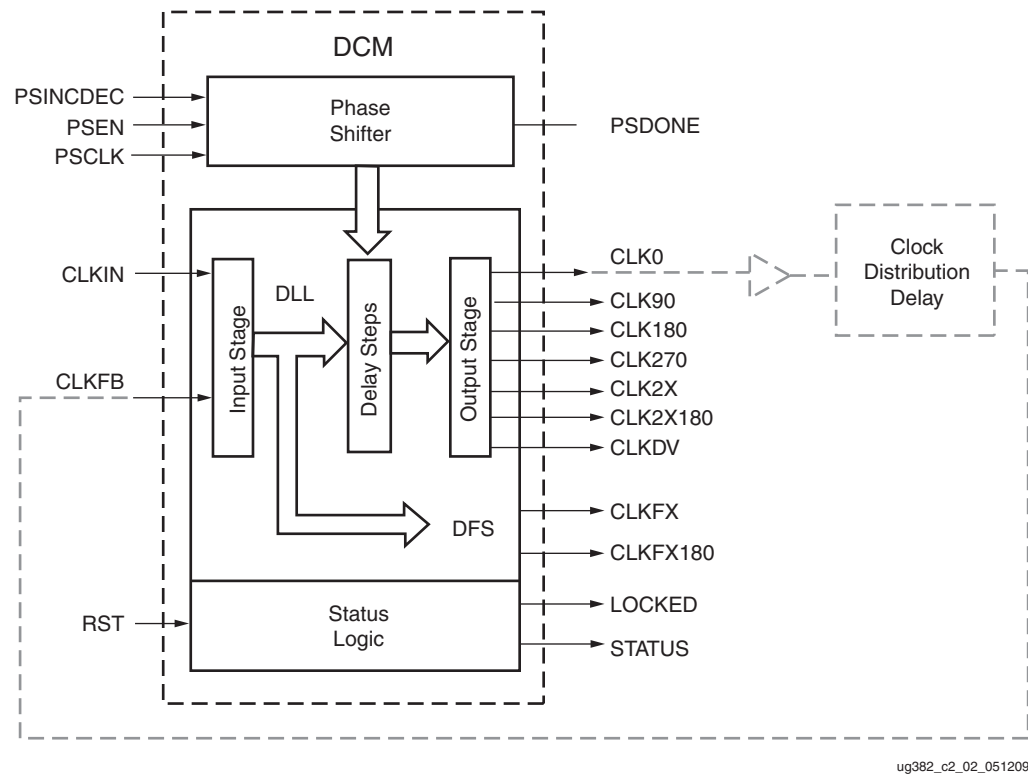 DCM
PSINCDEC
PSEN
PSCLK
Phase
Shifter
PSDONE
CLKIN
CLKFB
Input Stage
DLL
Delay Steps
Output Stage
DFS
CLK0
CLK90
CLK180
CLK270
CLK2X
CLK2X180
CLKDV
CLKFX
CLKFX180
Clock
Distribution
Delay
RST
Status
Logic
LOCKED
STATUS
ug382_c2_02_051209